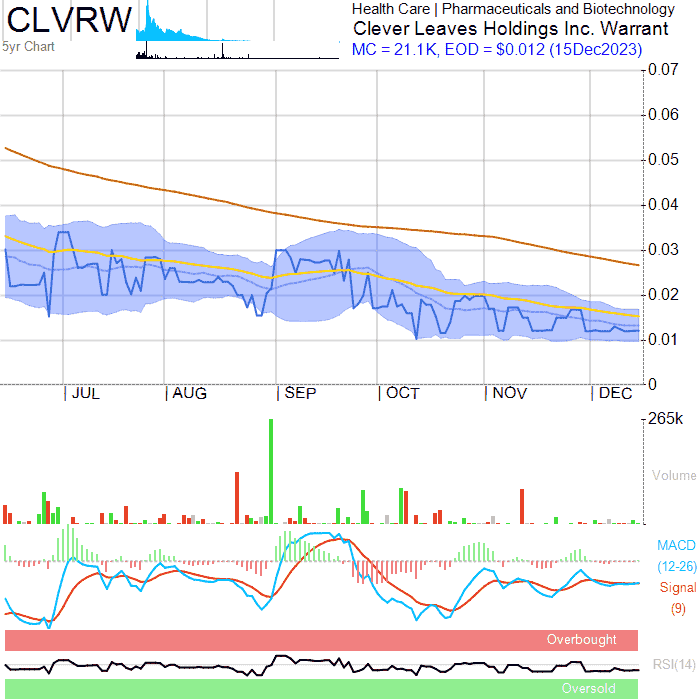 CLVRW
5yr Chart
Health Care | Pharmaceuticals and Biotechnology
Clever Leaves Holdings Inc. Warrant
MC = 21.1K, EOD = $0.012 (15Dec2023)
0.07
0.06
0.05
0.04
0.03
0.02
0.01
0
JUL AUG SEP OCT NOV DEC
265k
Volume
MACD
(12-26)
Signal
(9)
Overbought
RSI(14)
Oversold